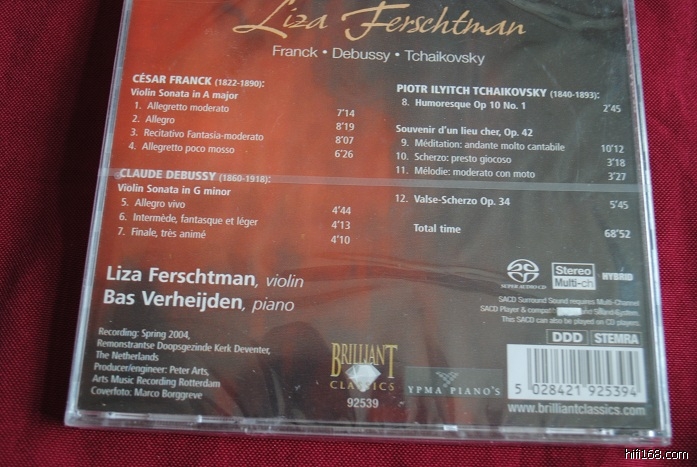 Liza Ferschtman
Franck • Debussy • Tchaikovsky
CÈSAR FRANCK (1822-1890):
Violin Sonata in A major
1. Allegretto moderato 7'14
2. Allegro 8'19
3. Recitativo Fantasia-moderato 8'07
4. Allegretto poco mosso 6'26
CLAUDE DEBUSSY (1860-1918):
Violin Sonata in G minor
5. Allegro vivo 4'44
6. Intermède, fantasque et léger 4'13
7. Finale, très animé 4'10
PIOTR ILYITCH TCHAIKOVSKY (1840-1893):
8. Humoresque Op 10 No. 1 2'45
Souvenir d'un lieu cher, Op. 42
9. Méditation: andante molto cantabile 10'12
10. Scherzo: presto giocoso 3'18
11. Mélodie: moderato con moto 3'27
12. Valse-Scherzo Op. 34 5'45
Total time 68'52
Liza Ferschtman, violin
Bas Verheijden, piano
Recording: Spring 2004,
Remonstrantse Doopsgezinde Kerk Deventer,
The Netherlands
Producer/engineer: Peter Arts,
Arts Music Recording Rotterdam
Coverfoto: Marco Borggreve
BRILLIANT
CLASSICS
92539
YPMA PIANO'S
SUPER AUDIO CD
Stereo
Multi-ch
HYBRID
SACD Surround Sound requires Multi-Channel
SACD Player & Sound-System.
This SACD can also be played on CD players.
DDD STEMRA
5 028421 925394
www.brilliantclassics.com
hifi168.com